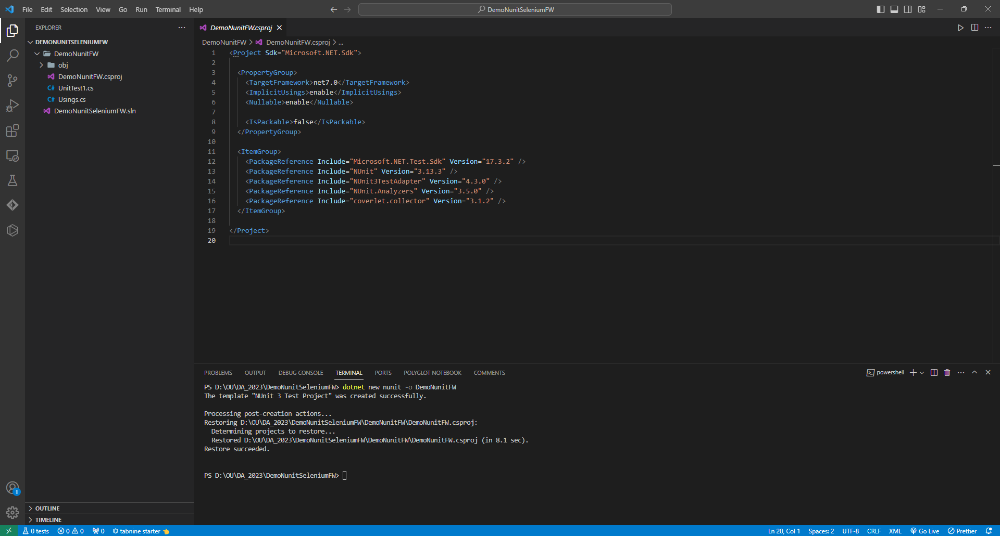 File Edit Selection View Go Run Terminal Help
DemoNunitSeleniumFW
EXPLORER
DEMONUNITSELENIUMFW
DemoNunitFW
obj
DemoNunitFW.csproj
UnitTest1.cs
Usings.cs
DemoNunitSeleniumFW.sln
OUTLINE
TIMELINE
DemoNunitFW.csproj
DemoNunitFW > DemoNunitFW.csproj > ...
1 <Project Sdk="Microsoft.NET.Sdk">
2
3 <PropertyGroup>
4 <TargetFramework>net7.0</TargetFramework>
5 <ImplicitUsings>enable</ImplicitUsings>
6 <Nullable>enable</Nullable>
7
8 <IsPackable>false</IsPackable>
9 </PropertyGroup>
10
11 <ItemGroup>
12 <PackageReference Include="Microsoft.NET.Test.Sdk" Version="17.3.2" />
13 <PackageReference Include="NUnit" Version="3.13.3" />
14 <PackageReference Include="NUnit3TestAdapter" Version="4.3.0" />
15 <PackageReference Include="NUnit.Analyzers" Version="3.5.0" />
16 <PackageReference Include="coverlet.collector" Version="3.1.2" />
17 </ItemGroup>
18
19 </Project>
20
PROBLEMS OUTPUT DEBUG CONSOLE TERMINAL PORTS POLYGLOT NOTEBOOK COMMENTS
powershell
PS D:\OU\DA_2023\DemoNunitSeleniumFW> dotnet new nunit -o DemoNunitFW
The template "NUnit 3 Test Project" was created successfully.
Processing post-creation actions...
Restoring D:\OU\DA_2023\DemoNunitSeleniumFW\DemoNunitFW\DemoNunitFW.csproj:
Determining projects to restore...
Restored D:\OU\DA_2023\DemoNunitSeleniumFW\DemoNunitFW\DemoNunitFW.csproj (in 8.1 sec).
Restore succeeded.
PS D:\OU\DA_2023\DemoNunitSeleniumFW>
1
0 tests 0 0 0 tabnine starter Ln 20, Col 1 Spaces: 2 UTF-8 CRLF XML Go Live Prettier